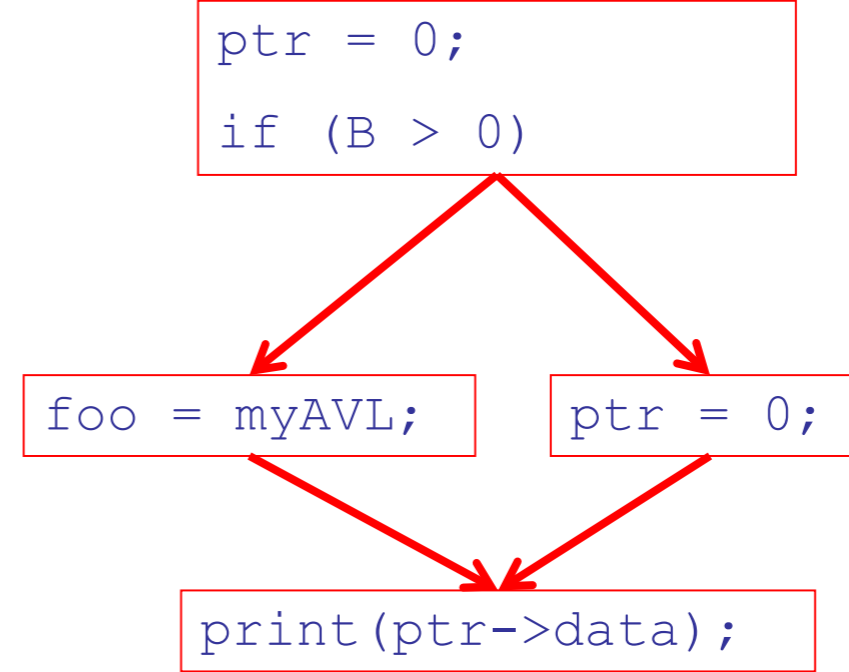 ptr = 0;
if (B > 0)
foo = myAVL;
ptr = 0;
print(ptr->data);